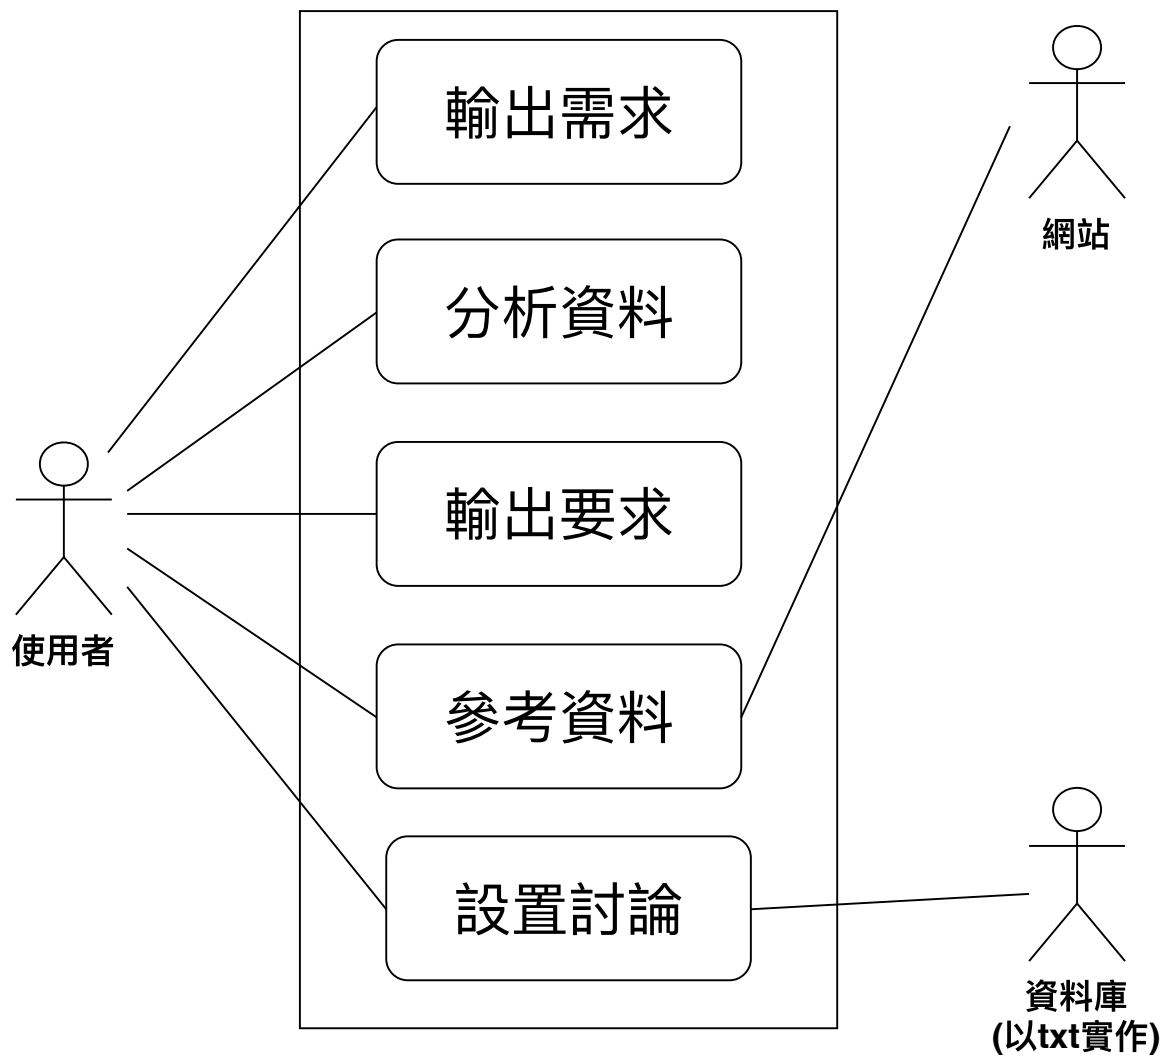 輸出需求
網站
分析資料
輸出要求
使用者
參考資料
設置討論
資料庫
(以txt實作)